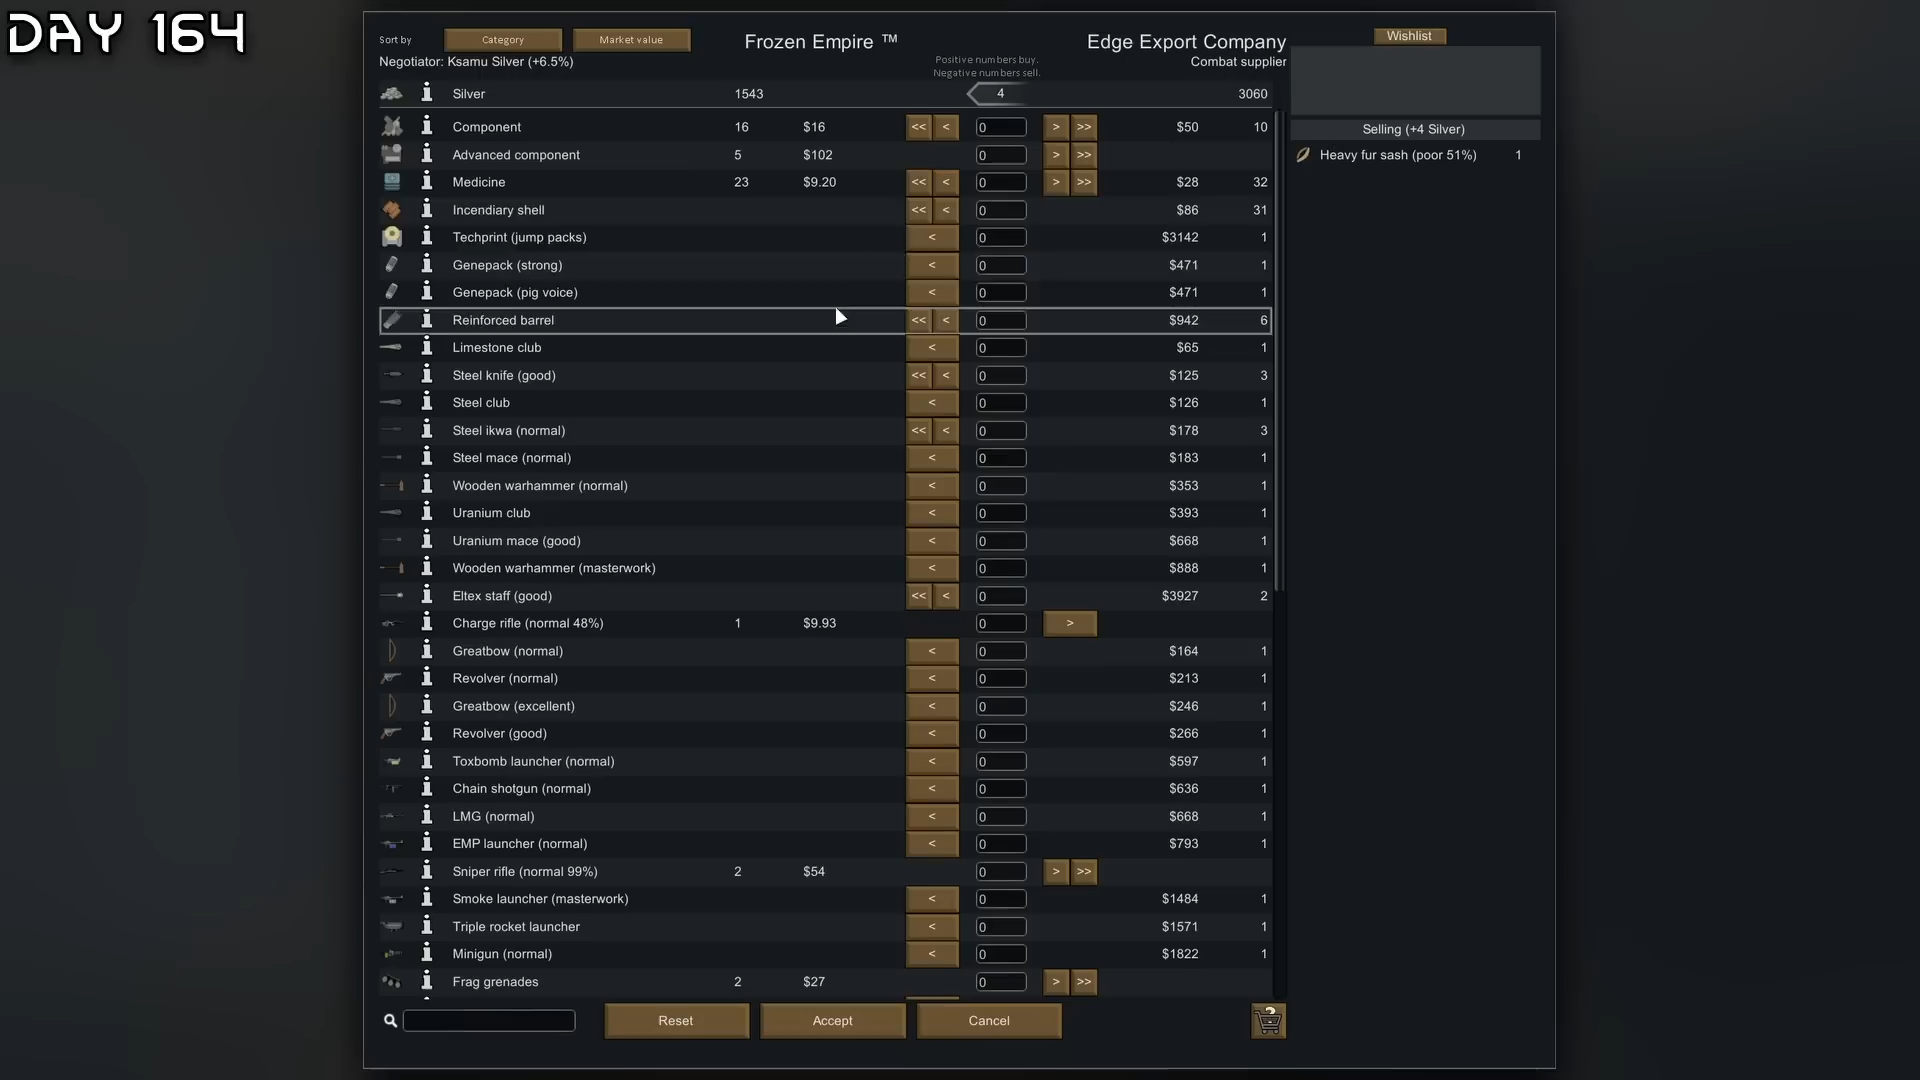 DAY 164
Sort by Category Market value Frozen Empire ™ Edge Export Company Wishlist
Negotiator: Ksamu Silver (+6.5%) Positive numbers buy. Negative numbers sell. Combat supplier
Silver 1543 4 3060
Selling (+4 Silver)
Heavy fur sash (poor 51%) 1
Component 16 $16 << < 0 > >> $50 10
Advanced component 5 $102 0 > >>
Medicine 23 $9.20 << < 0 > >> $28 32
Incendiary shell << < 0 $86 31
Techprint (jump packs) < 0 $3142 1
Genepack (strong) < 0 $471 1
Genepack (pig voice) < 0 $471 1
Reinforced barrel << < 0 $942 6
Limestone club < 0 $65 1
Steel knife (good) << < 0 $125 3
Steel club < 0 $126 1
Steel ikwa (normal) << < 0 $178 3
Steel mace (normal) < 0 $183 1
Wooden warhammer (normal) < 0 $353 1
Uranium club < 0 $393 1
Uranium mace (good) < 0 $668 1
Wooden warhammer (masterwork) < 0 $888 1
Eltex staff (good) << < 0 $3927 2
Charge rifle (normal 48%) 1 $9.93 0 >
Greatbow (normal) < 0 $164 1
Revolver (normal) < 0 $213 1
Greatbow (excellent) < 0 $246 1
Revolver (good) < 0 $266 1
Toxbomb launcher (normal) < 0 $597 1
Chain shotgun (normal) < 0 $636 1
LMG (normal) < 0 $668 1
EMP launcher (normal) < 0 $793 1
Sniper rifle (normal 99%) 2 $54 0 > >>
Smoke launcher (masterwork) < 0 $1484 1
Triple rocket launcher < 0 $1571 1
Minigun (normal) < 0 $1822 1
Frag grenades 2 $27 0 > >>
Reset Accept Cancel ?